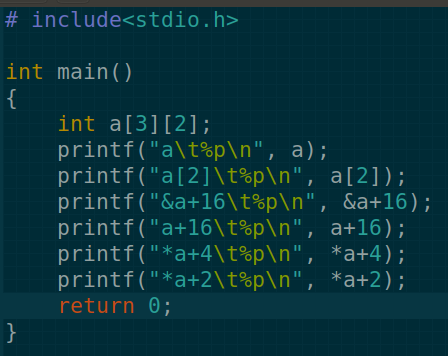 # include<stdio.h>
int main()
{
    int a[3][2];
    printf("a\t%p\n", a);
    printf("a[2]\t%p\n", a[2]);
    printf("&a+16\t%p\n", &a+16);
    printf("a+16\t%p\n", a+16);
    printf("*a+4\t%p\n", *a+4);
    printf("*a+2\t%p\n", *a+2);
    return 0;
}